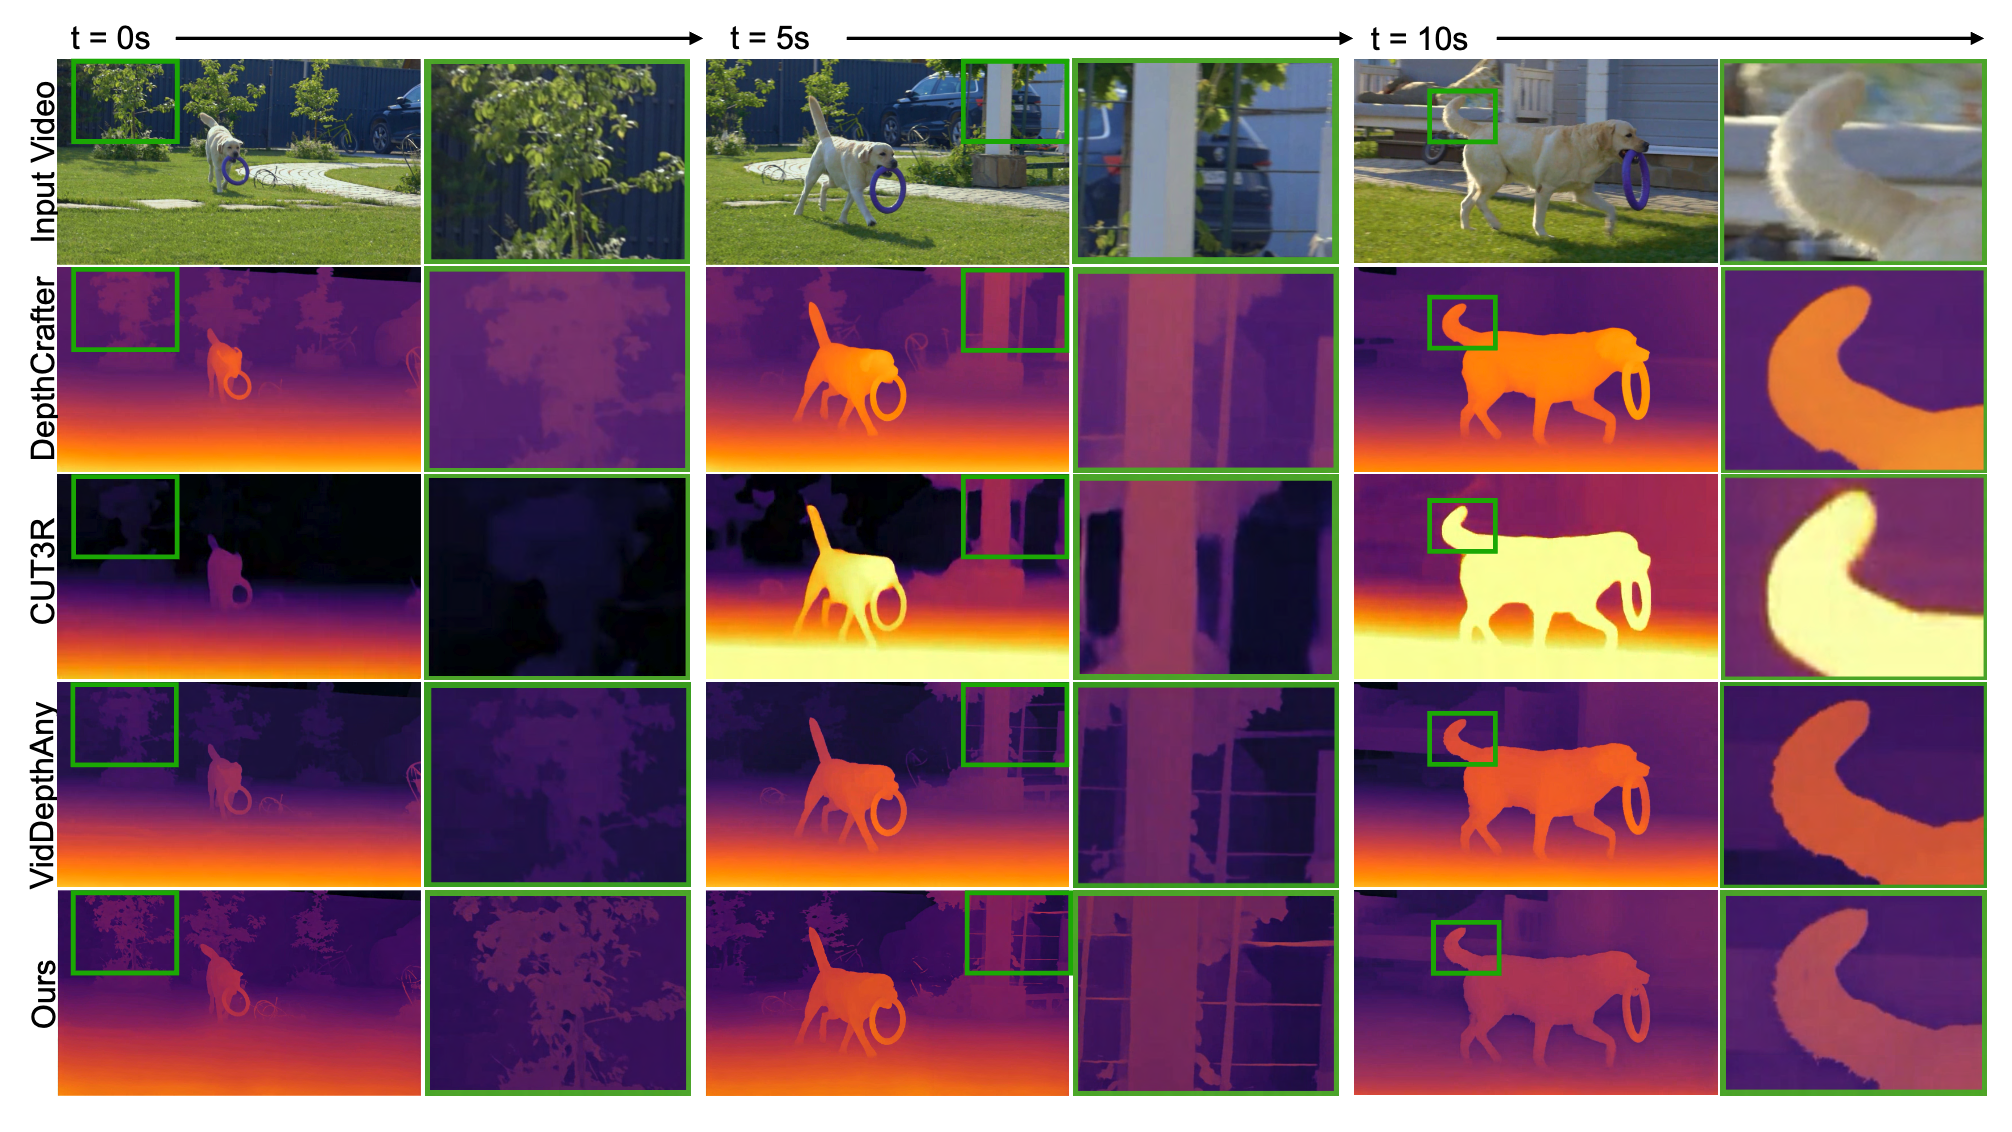 t = 0s
t = 5s
t = 10s
Input Video
DepthCrafter
CUT3R
VidDepthAny
Ours